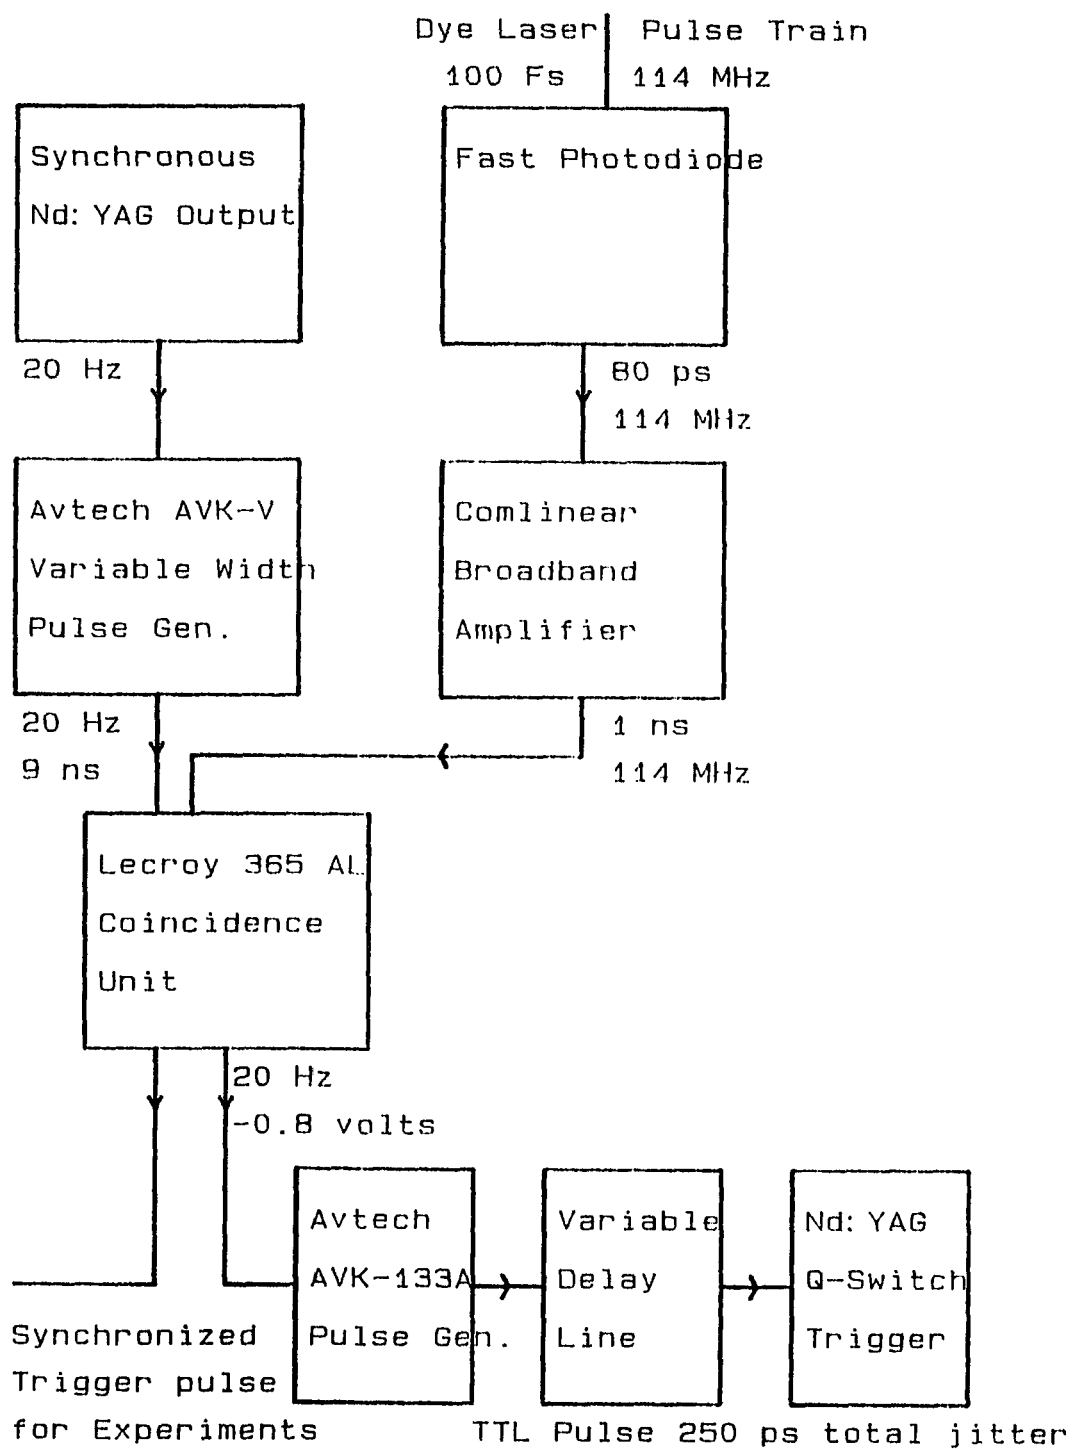 Dye Laser Pulse Train
100 Fs 114 MHz
Synchronous
Nd: YAG Output
Fast Photodiode
20 Hz
80 ps
114 MHz
Avtech AVK-V
Variable Width
Pulse Gen.
Comlinear
Broadband
Amplifier
20 Hz
9 ns
1 ns
114 MHz
Lecroy 365 AL
Coincidence
Unit
20 Hz
-0.8 volts
Avtech
AVK-133A
Pulse Gen.
Variable
Delay
Line
Nd: YAG
Q-Switch
Trigger
Synchronized
Trigger pulse
for Experiments
TTL Pulse 250 ps total jitter